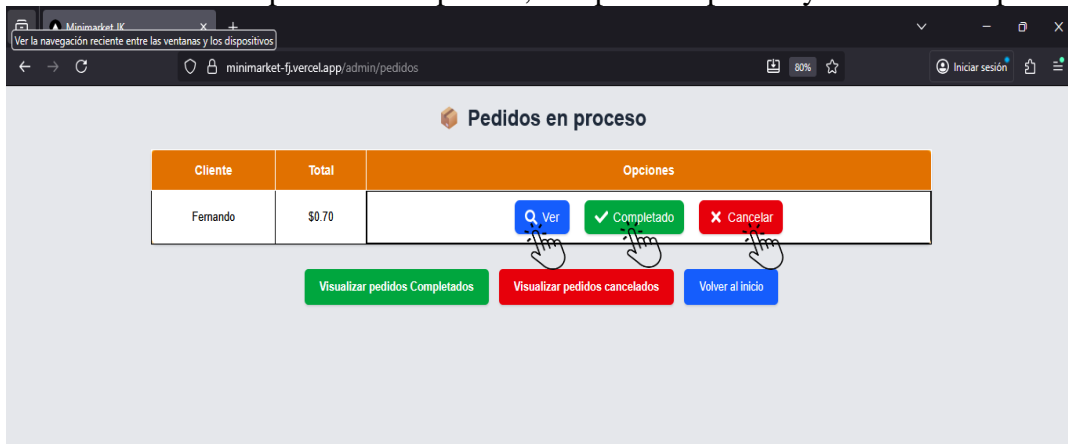 Minimarket JK
Ver la navegación reciente entre las ventanas y los dispositivos
minimarket-fj.vercel.app/admin/pedidos
80%
Iniciar sesión
Pedidos en proceso
Cliente Total Opciones
Fernando $0.70 Ver Completado Cancelar
Visualizar pedidos Completados Visualizar pedidos cancelados Volver al inicio